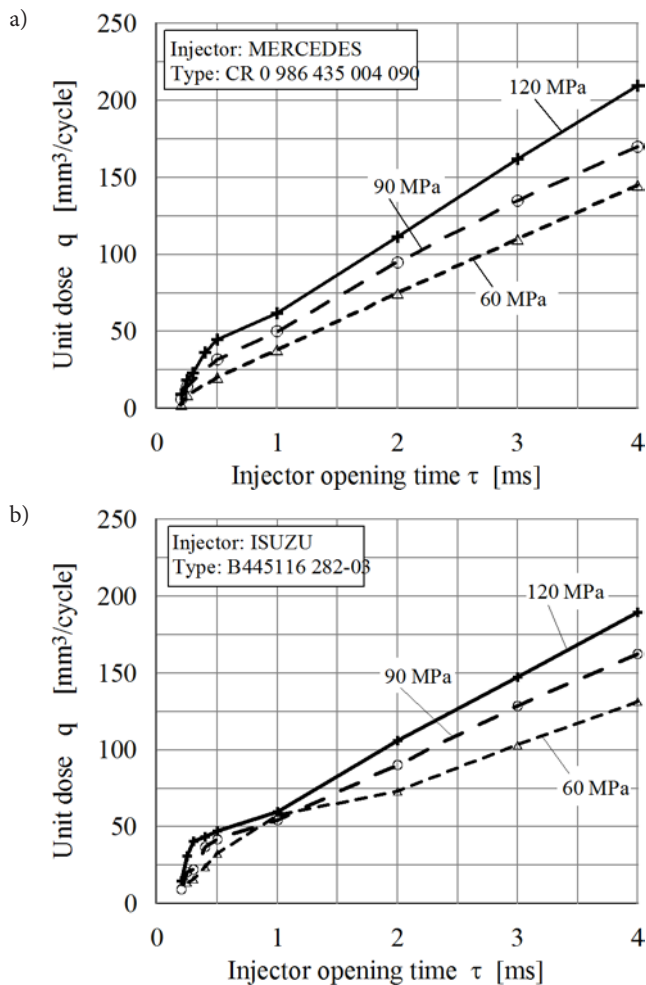 a)
250
200
150
100
50
0
Unit dose q [mm³/cycle]
Injector: MERCEDES
Type: CR 0 986 435 004 090
120 MPa
90 MPa
60 MPa
0 1 2 3 4
Injector opening time τ [ms]
b)
250
200
150
100
50
0
Unit dose q [mm³/cycle]
Injector: ISUZU
Type: B445116 282-03
120 MPa
90 MPa
60 MPa
0 1 2 3 4
Injector opening time τ [ms]